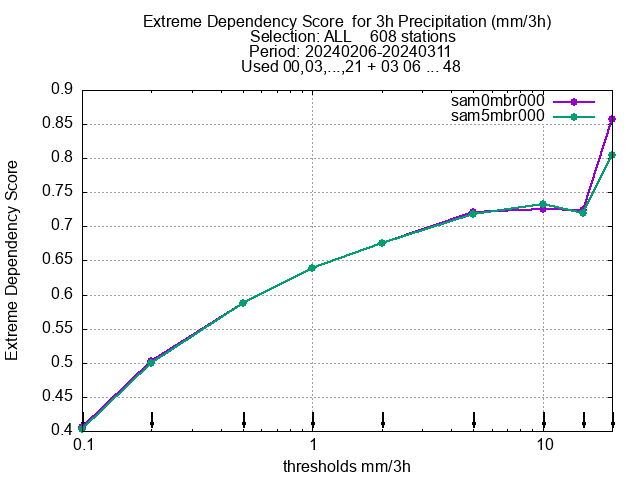 Extreme Dependency Score  for 3h Precipitation (mm/3h)
Selection: ALL    608 stations
Period: 20240206-20240311
Used 00,03,...,21 + 03 06 ... 48
sam0mbr000
sam5mbr000
0.9
0.85
0.8
0.75
0.7
0.65
0.6
0.55
0.5
0.45
0.4
Extreme Dependency Score
0.1 1 10
thresholds mm/3h